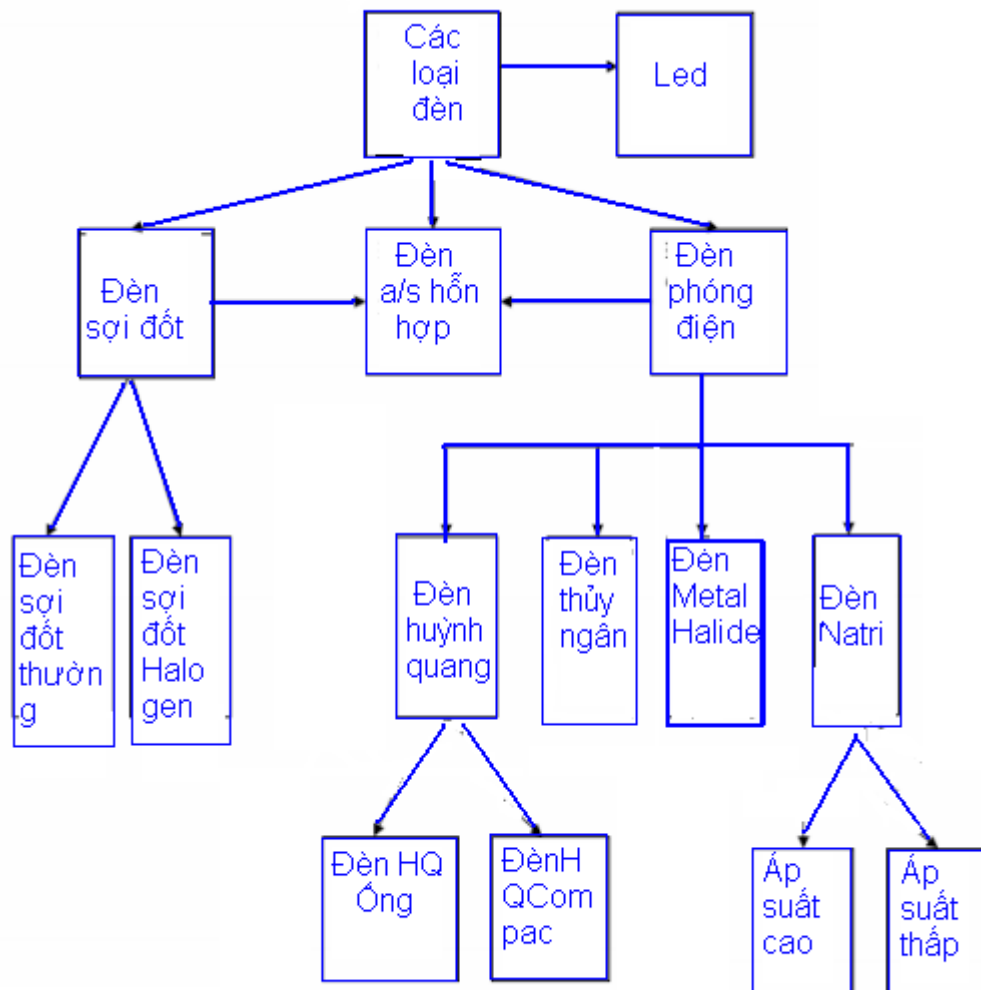 Các
loại
đèn
Led
Đèn
sợi đốt
Đèn
a/s hỗn
hợp
Đèn
phóng
điện
Đèn
sợi
đốt
thườn
g
Đèn
sợi
đốt
Halo
gen
Đèn
huỳnh
quang
Đèn
thủy
ngân
Đèn
Metal
Halide
Đèn
Natri
Đèn HQ
Ống
ĐènH
QCom
pac
Áp
suất
cao
Áp
suất
thấp